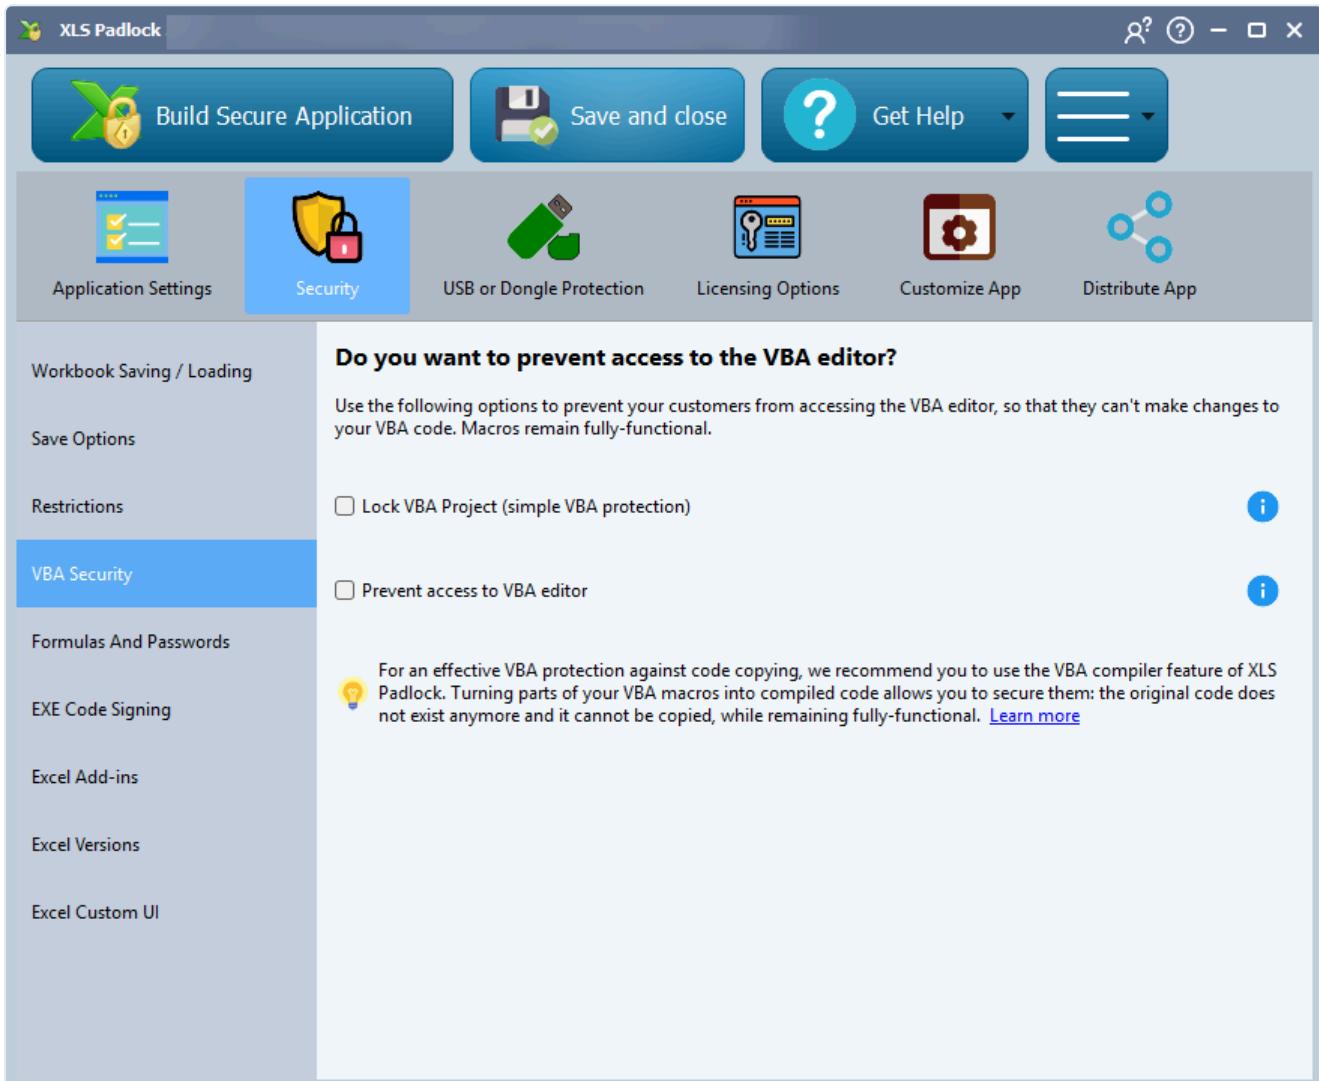 XLS Padlock
Build Secure Application
Save and close
Get Help
Application Settings
Security
USB or Dongle Protection
Licensing Options
Customize App
Distribute App
Workbook Saving / Loading
Save Options
Restrictions
VBA Security
Formulas And Passwords
EXE Code Signing
Excel Add-ins
Excel Versions
Excel Custom UI
Do you want to prevent access to the VBA editor?
Use the following options to prevent your customers from accessing the VBA editor, so that they can't make changes to
your VBA code. Macros remain fully-functional.
Lock VBA Project (simple VBA protection)
Prevent access to VBA editor
For an effective VBA protection against code copying, we recommend you to use the VBA compiler feature of XLS
Padlock. Turning parts of your VBA macros into compiled code allows you to secure them: the original code does
not exist anymore and it cannot be copied, while remaining fully-functional. Learn more